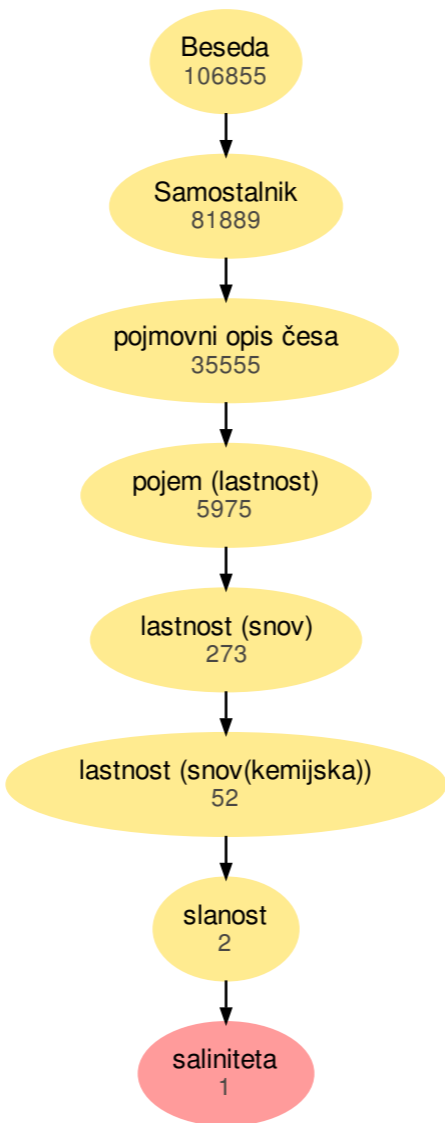 Beseda
106855
Samostalnik
81889
pojmovni opis česa
35555
pojem (lastnost)
5975
lastnost (snov)
273
lastnost (snov(kemijska))
52
slanost
2
saliniteta
1